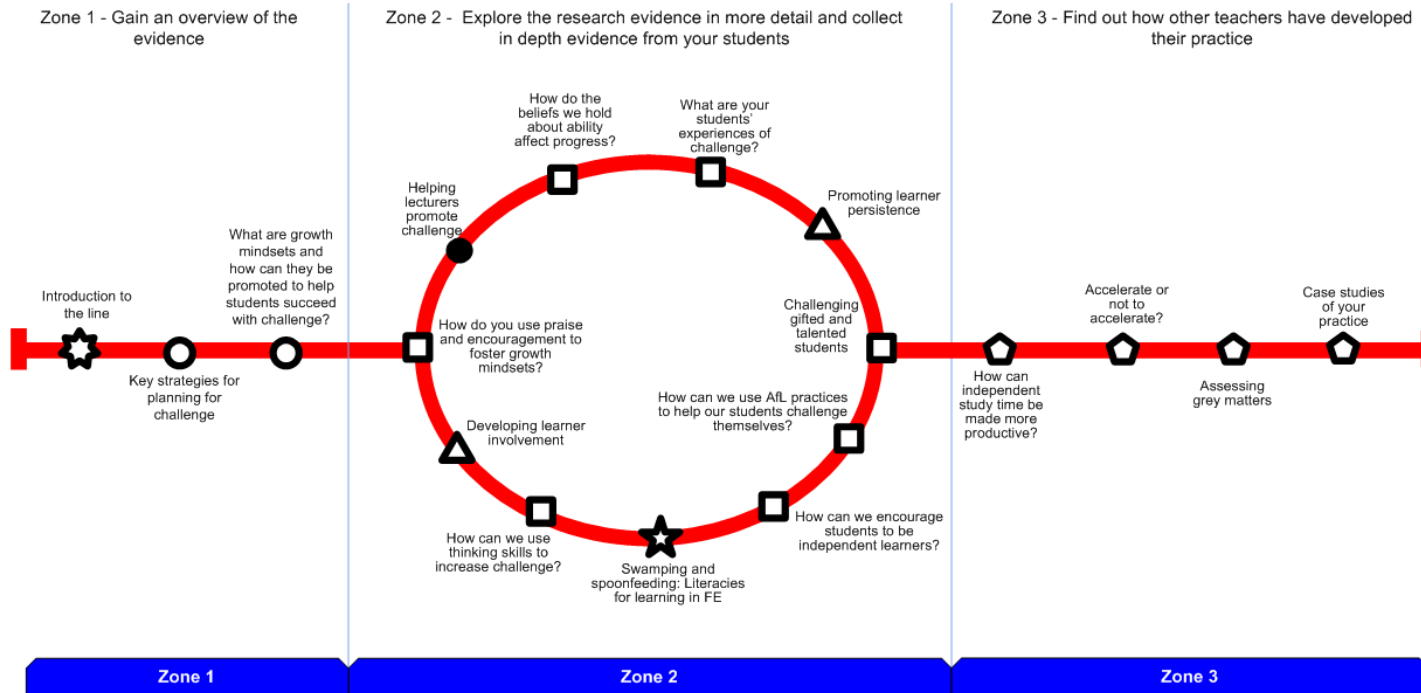 Zone 1 - Gain an overview of the
evidence
Zone 2 - Explore the research evidence in more detail and collect
in depth evidence from your students
Zone 3 - Find out how other teachers have developed
their practice
Introduction to
the line
Key strategies for
planning for
challenge
What are growth
mindsets and
how can they be
promoted to help
students succeed
with challenge?
How do you use praise
and encouragement to
foster growth
mindsets?
Helping
lecturers
promote
challenge
How do the
beliefs we hold
about ability
affect progress?
What are your
students'
experiences of
challenge?
Promoting learner
persistence
Challenging
gifted and
talented
students
Developing learner
involvement
How can we use
thinking skills to
increase challenge?
Swamping and
spoonfeeding: Literacies
for learning in FE
How can we encourage
students to be
independent learners?
How can we use AfL practices
to help our students challenge
themselves?
How can
independent
study time be
made more
productive?
Accelerate or
not to
accelerate?
Assessing
grey matters
Case studies
of your
practice
Zone 1
Zone 2
Zone 3